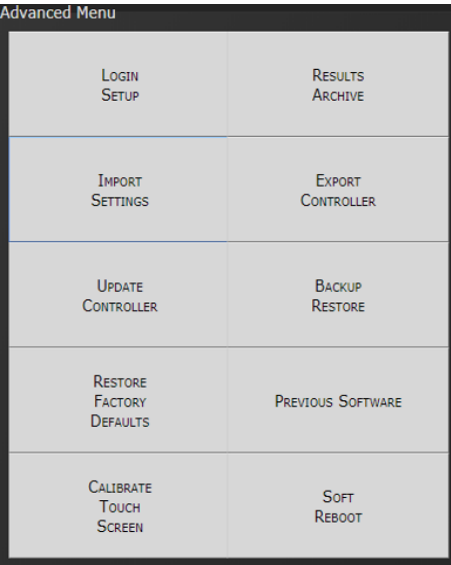 Advanced Menu
LOGIN
SETUP
RESULTS
ARCHIVE
IMPORT
SETTINGS
EXPORT
CONTROLLER
UPDATE
CONTROLLER
BACKUP
RESTORE
RESTORE
FACTORY
DEFAULTS
PREVIOUS SOFTWARE
CALIBRATE
TOUCH
SCREEN
SOFT
REBOOT